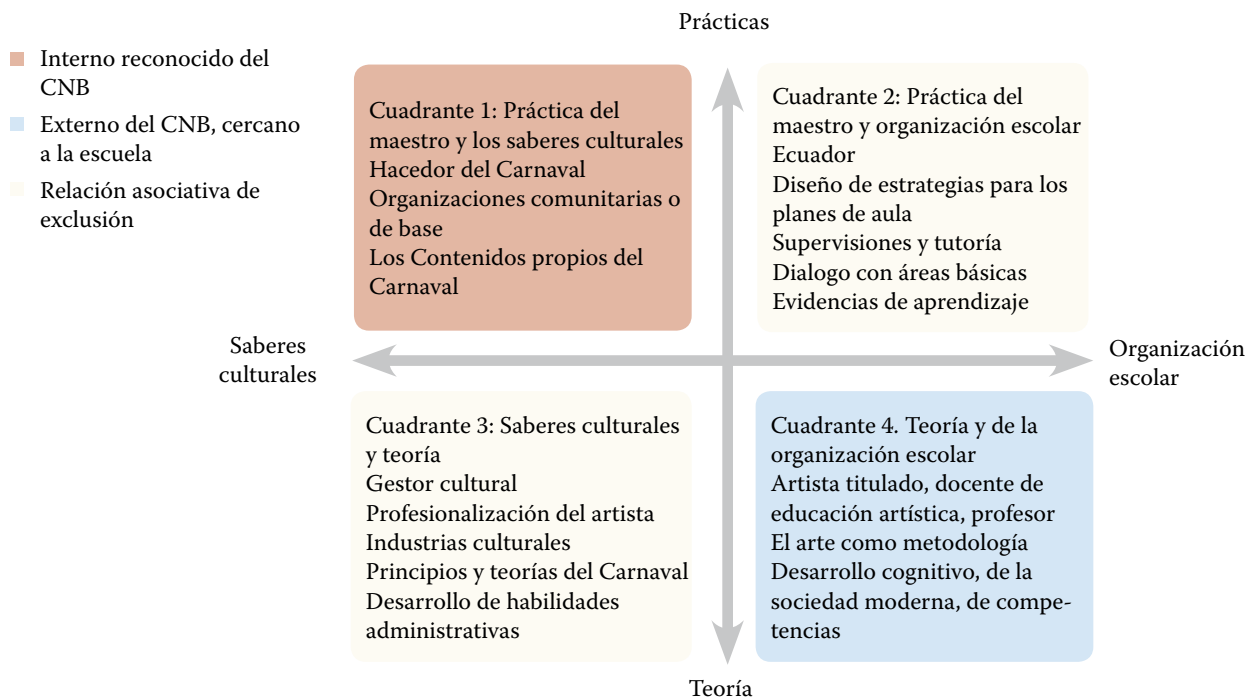 Prácticas
Interno reconocido del
CNB
Externo del CNB, cercano
a la escuela
Relación asociativa de
exclusión
Cuadrante 1: Práctica del
maestro y los saberes culturales
Hacedor del Carnaval
Organizaciones comunitarias o
de base
Los Contenidos propios del
Carnaval
Cuadrante 2: Práctica del
maestro y organización escolar
Ecuador
Diseño de estrategias para los
planes de aula
Supervisiones y tutoría
Dialogo con áreas básicas
Evidencias de aprendizaje
Saberes
culturales
Organización
escolar
Cuadrante 3: Saberes culturales
y teoría
Gestor cultural
Profesionalización del artista
Industrias culturales
Principios y teorías del Carnaval
Desarrollo de habilidades
administrativas
Cuadrante 4. Teoría y de la
organización escolar
Artista titulado, docente de
educación artística, profesor
El arte como metodología
Desarrollo cognitivo, de la
sociedad moderna, de compe-
tencias
Teoría